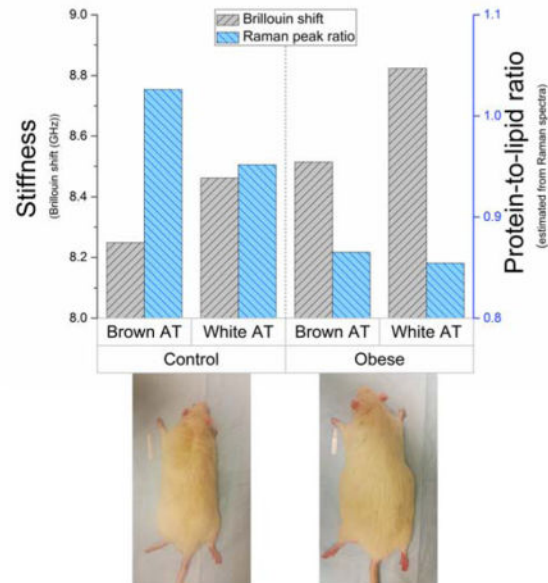 Brillouin shift
Raman peak ratio
Stiffness
(Brillouin shift (GHz))
9.0
8.8
8.6
8.4
8.2
8.0
1.1
1.0
0.9
0.8
Protein-to-lipid ratio
(estimated from Raman spectra)
Brown AT White AT Brown AT White AT
Control Obese